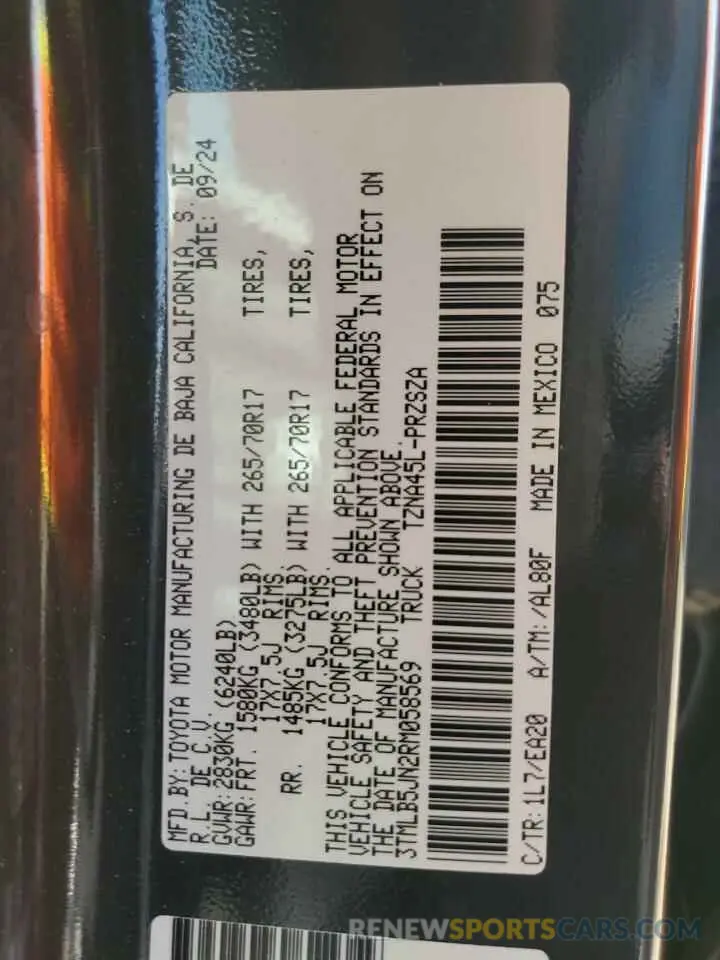 MFD.BY:TOYOTA MOTOR MANUFACTURING DE BAJA CALIFORNIA, S. DE
R.L. DE C.V. DATE: 09/24
GVWR:2830KG (6240LB)
GAWR:FRT. 1580KG (3480LB) WITH 265/70R17 TIRES,
17X7.5J RIMS.
RR. 1485KG (3275LB) WITH 265/70R17 TIRES,
17X7.5J RIMS.
THIS VEHICLE CONFORMS TO ALL APPLICABLE FEDERAL MOTOR
VEHICLE SAFETY AND THEFT PREVENTION STANDARDS IN EFFECT ON
THE DATE OF MANUFACTURE SHOWN ABOVE.
3TMLB5JN2RM058569 TRUCK TZNA45L-PRZSZA
C/TR:1L7/EA20 A/TM:/AL80F MADE IN MEXICO 075
RENEWSPORTSCARS.COM